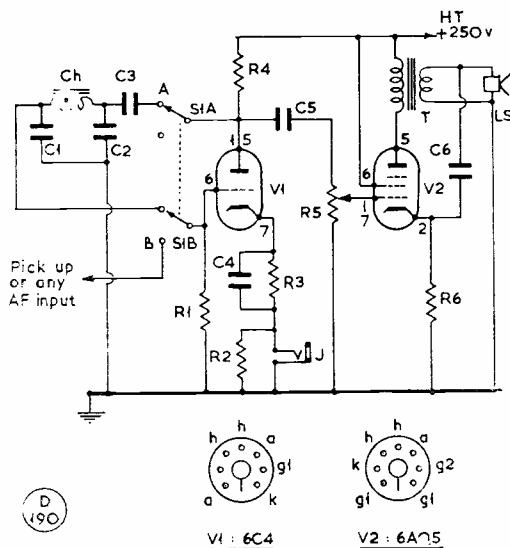 HT
+250v
Ch
C3
A
S1A
R4
C5
T
LS
C1
C2
1
5
5
C6
6
V1
6
V2
R5
1
7
2
7
S1B
B
C4
R3
Pick up
or any
AF input
R1
R6
R2
J
h
h
a
g1
k
a
h
h
a
k
g2
g1
g1
D
190
V1 : 6C4
V2 : 6AQ5